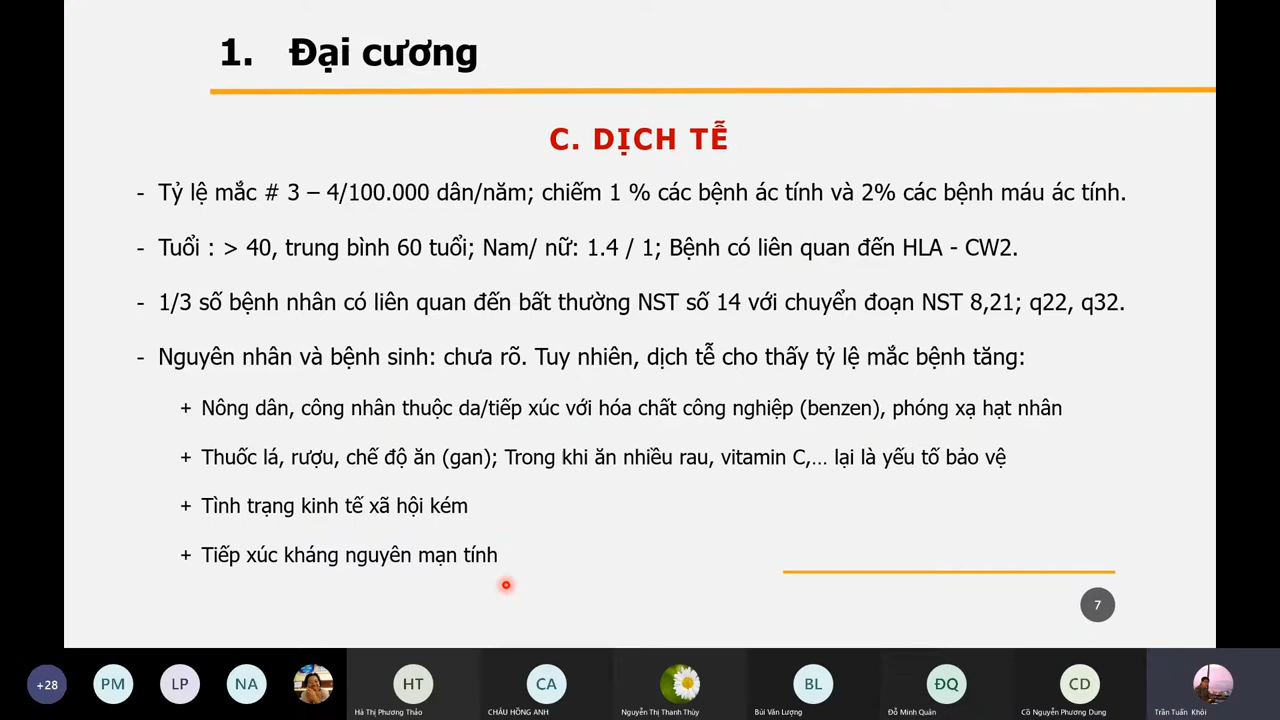 1. Đại cương
C. DỊCH TỄ
- Tỷ lệ mắc # 3 – 4/100.000 dân/năm; chiếm 1 % các bệnh ác tính và 2% các bệnh máu ác tính.
- Tuổi : > 40, trung bình 60 tuổi; Nam/ nữ: 1.4 / 1; Bệnh có liên quan đến HLA - CW2.
- 1/3 số bệnh nhân có liên quan đến bất thường NST số 14 với chuyển đoạn NST 8,21; q22, q32.
- Nguyên nhân và bệnh sinh: chưa rõ. Tuy nhiên, dịch tễ cho thấy tỷ lệ mắc bệnh tăng:
+ Nông dân, công nhân thuộc da/tiếp xúc với hóa chất công nghiệp (benzen), phóng xạ hạt nhân
+ Thuốc lá, rượu, chế độ ăn (gan); Trong khi ăn nhiều rau, vitamin C,… lại là yếu tố bảo vệ
+ Tình trạng kinh tế xã hội kém
+ Tiếp xúc kháng nguyên mạn tính
7
+28 PM LP NA HT CA BL ĐQ CD
Hà Thị Phương Thảo CHÂU HỒNG ANH Nguyễn Thị Thanh Thủy Bùi Văn Lượng Đỗ Minh Quân Cô Nguyễn Phương Dung Trần Tuấn Khôi